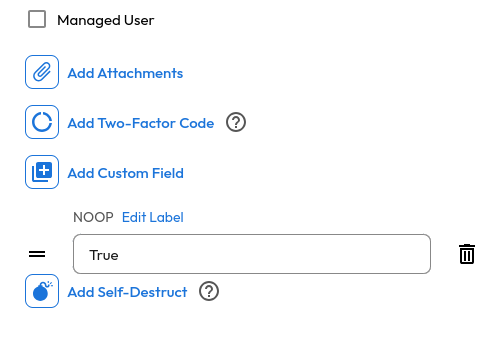 Managed User
Add Attachments
Add Two-Factor Code ?
Add Custom Field
NOOP Edit Label
True
Add Self-Destruct ?